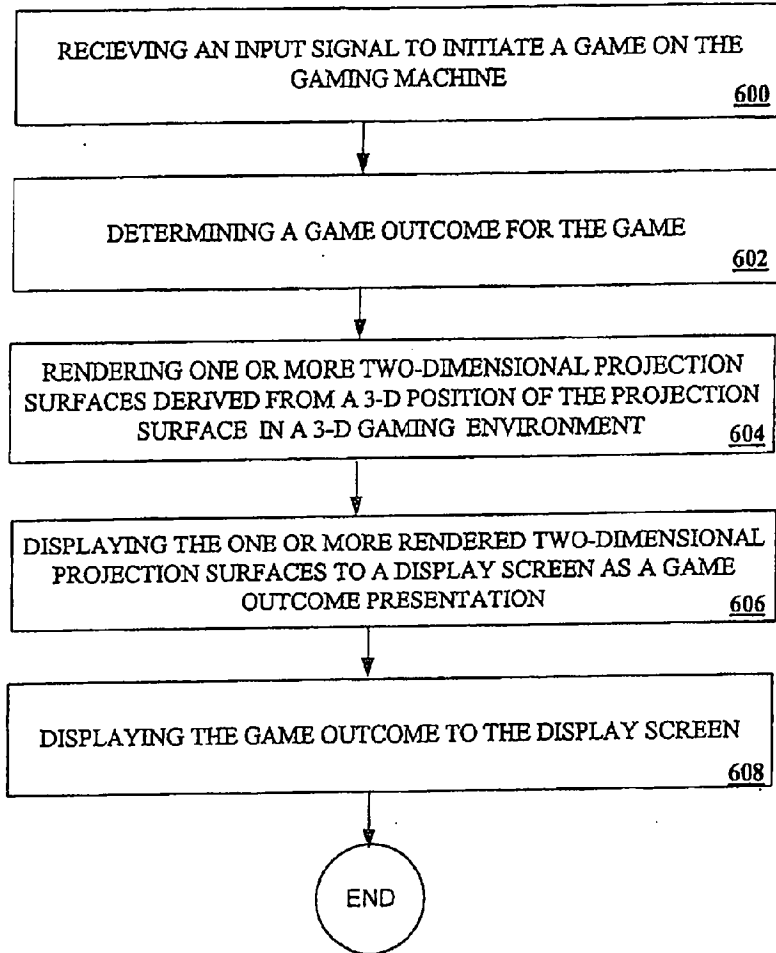 RECIEVING AN INPUT SIGNAL TO INITIATE A GAME ON THE
GAMING MACHINE
600
DETERMINING A GAME OUTCOME FOR THE GAME
602
RENDERING ONE OR MORE TWO-DIMENSIONAL PROJECTION
SURFACES DERIVED FROM A 3-D POSITION OF THE PROJECTION
SURFACE IN A 3-D GAMING ENVIRONMENT
604
DISPLAYING THE ONE OR MORE RENDERED TWO-DIMENSIONAL
PROJECTION SURFACES TO A DISPLAY SCREEN AS A GAME
OUTCOME PRESENTATION
606
DISPLAYING THE GAME OUTCOME TO THE DISPLAY SCREEN
608
END